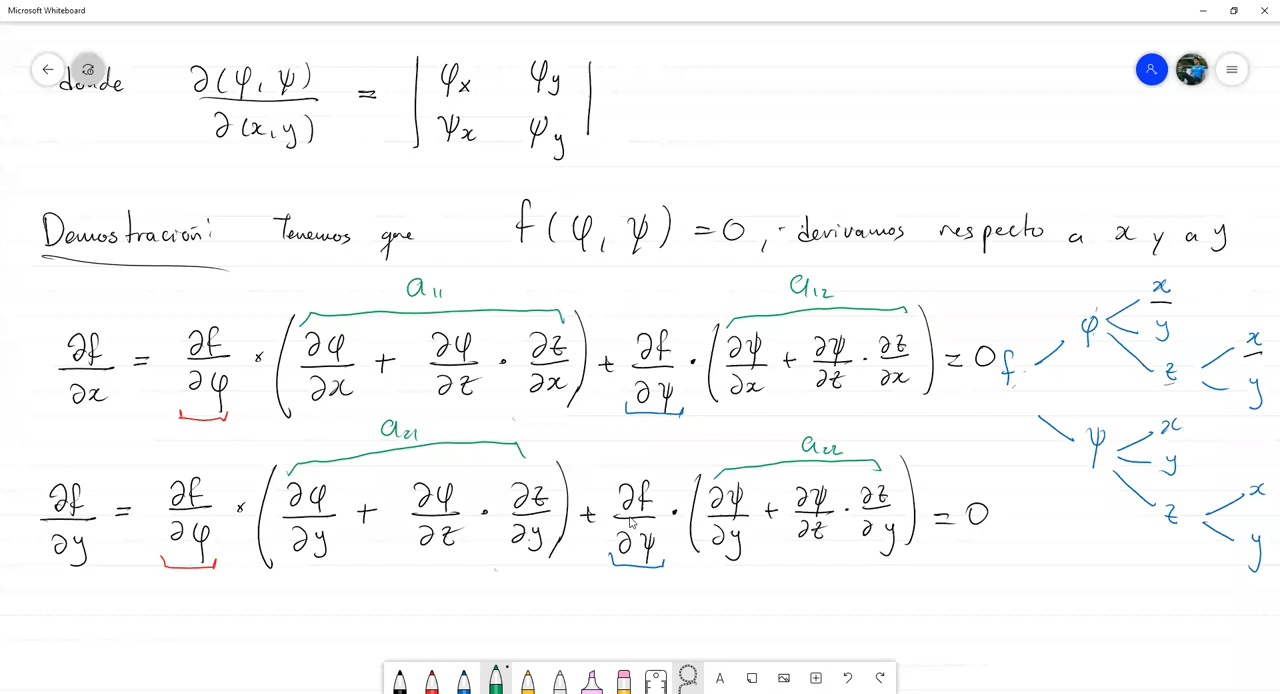 Microsoft Whiteboard
donde ∂(φ, ψ) / ∂(x, y) = | φx φy ; ψx ψy |
Demostración: Tenemos que f(φ, ψ) = 0, derivamos respecto a x y a y
a11 a12
∂f/∂x = ∂f/∂φ * (∂φ/∂x + ∂φ/∂z · ∂z/∂x) + ∂f/∂ψ · (∂ψ/∂x + ∂ψ/∂z · ∂z/∂x) = 0
a21 a22
∂f/∂y = ∂f/∂φ * (∂φ/∂y + ∂φ/∂z · ∂z/∂y) + ∂f/∂ψ · (∂ψ/∂y + ∂ψ/∂z · ∂z/∂y) = 0
f
φ
x
y
z
x
y
ψ
x
y
z
x
y
A